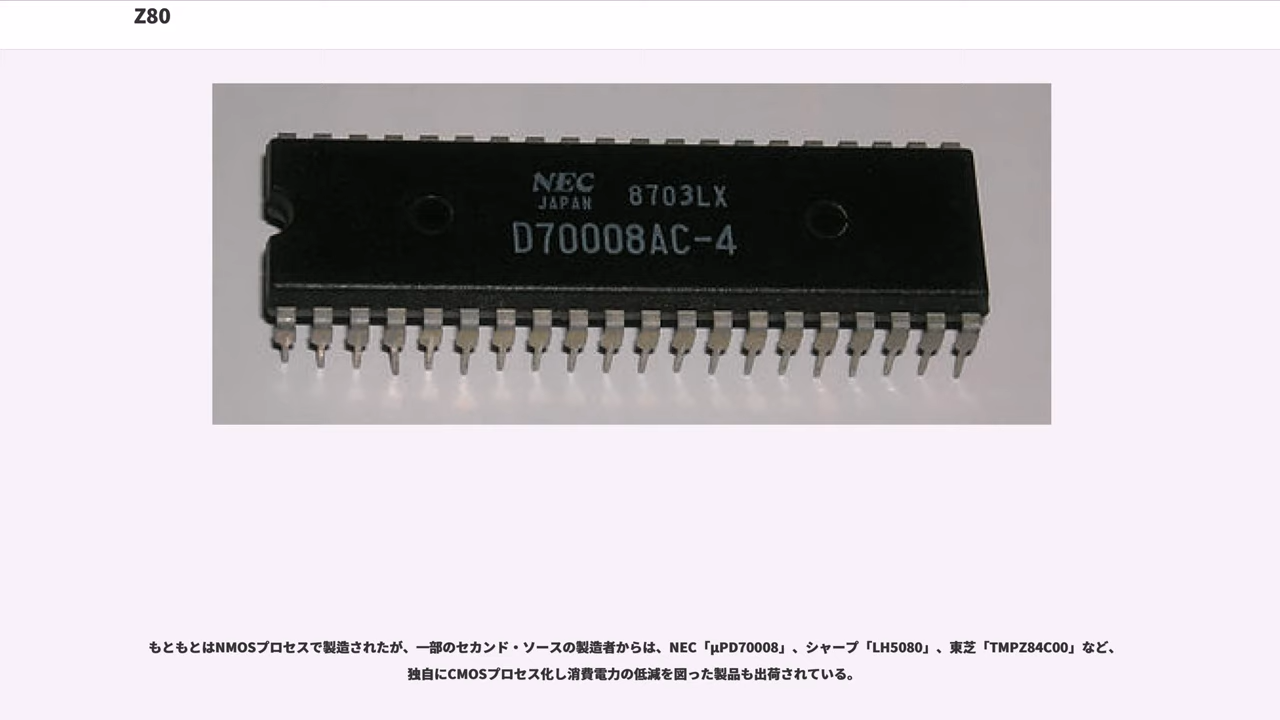 Z80
NEC
JAPAN
8703LX
D70008AC-4
もともとはNMOSプロセスで製造されたが、一部のセカンド・ソースの製造者からは、NEC「μPD70008」、シャープ「LH5080」、東芝「TMPZ84C00」など、
独自にCMOSプロセス化し消費電力の低減を図った製品も出荷されている。